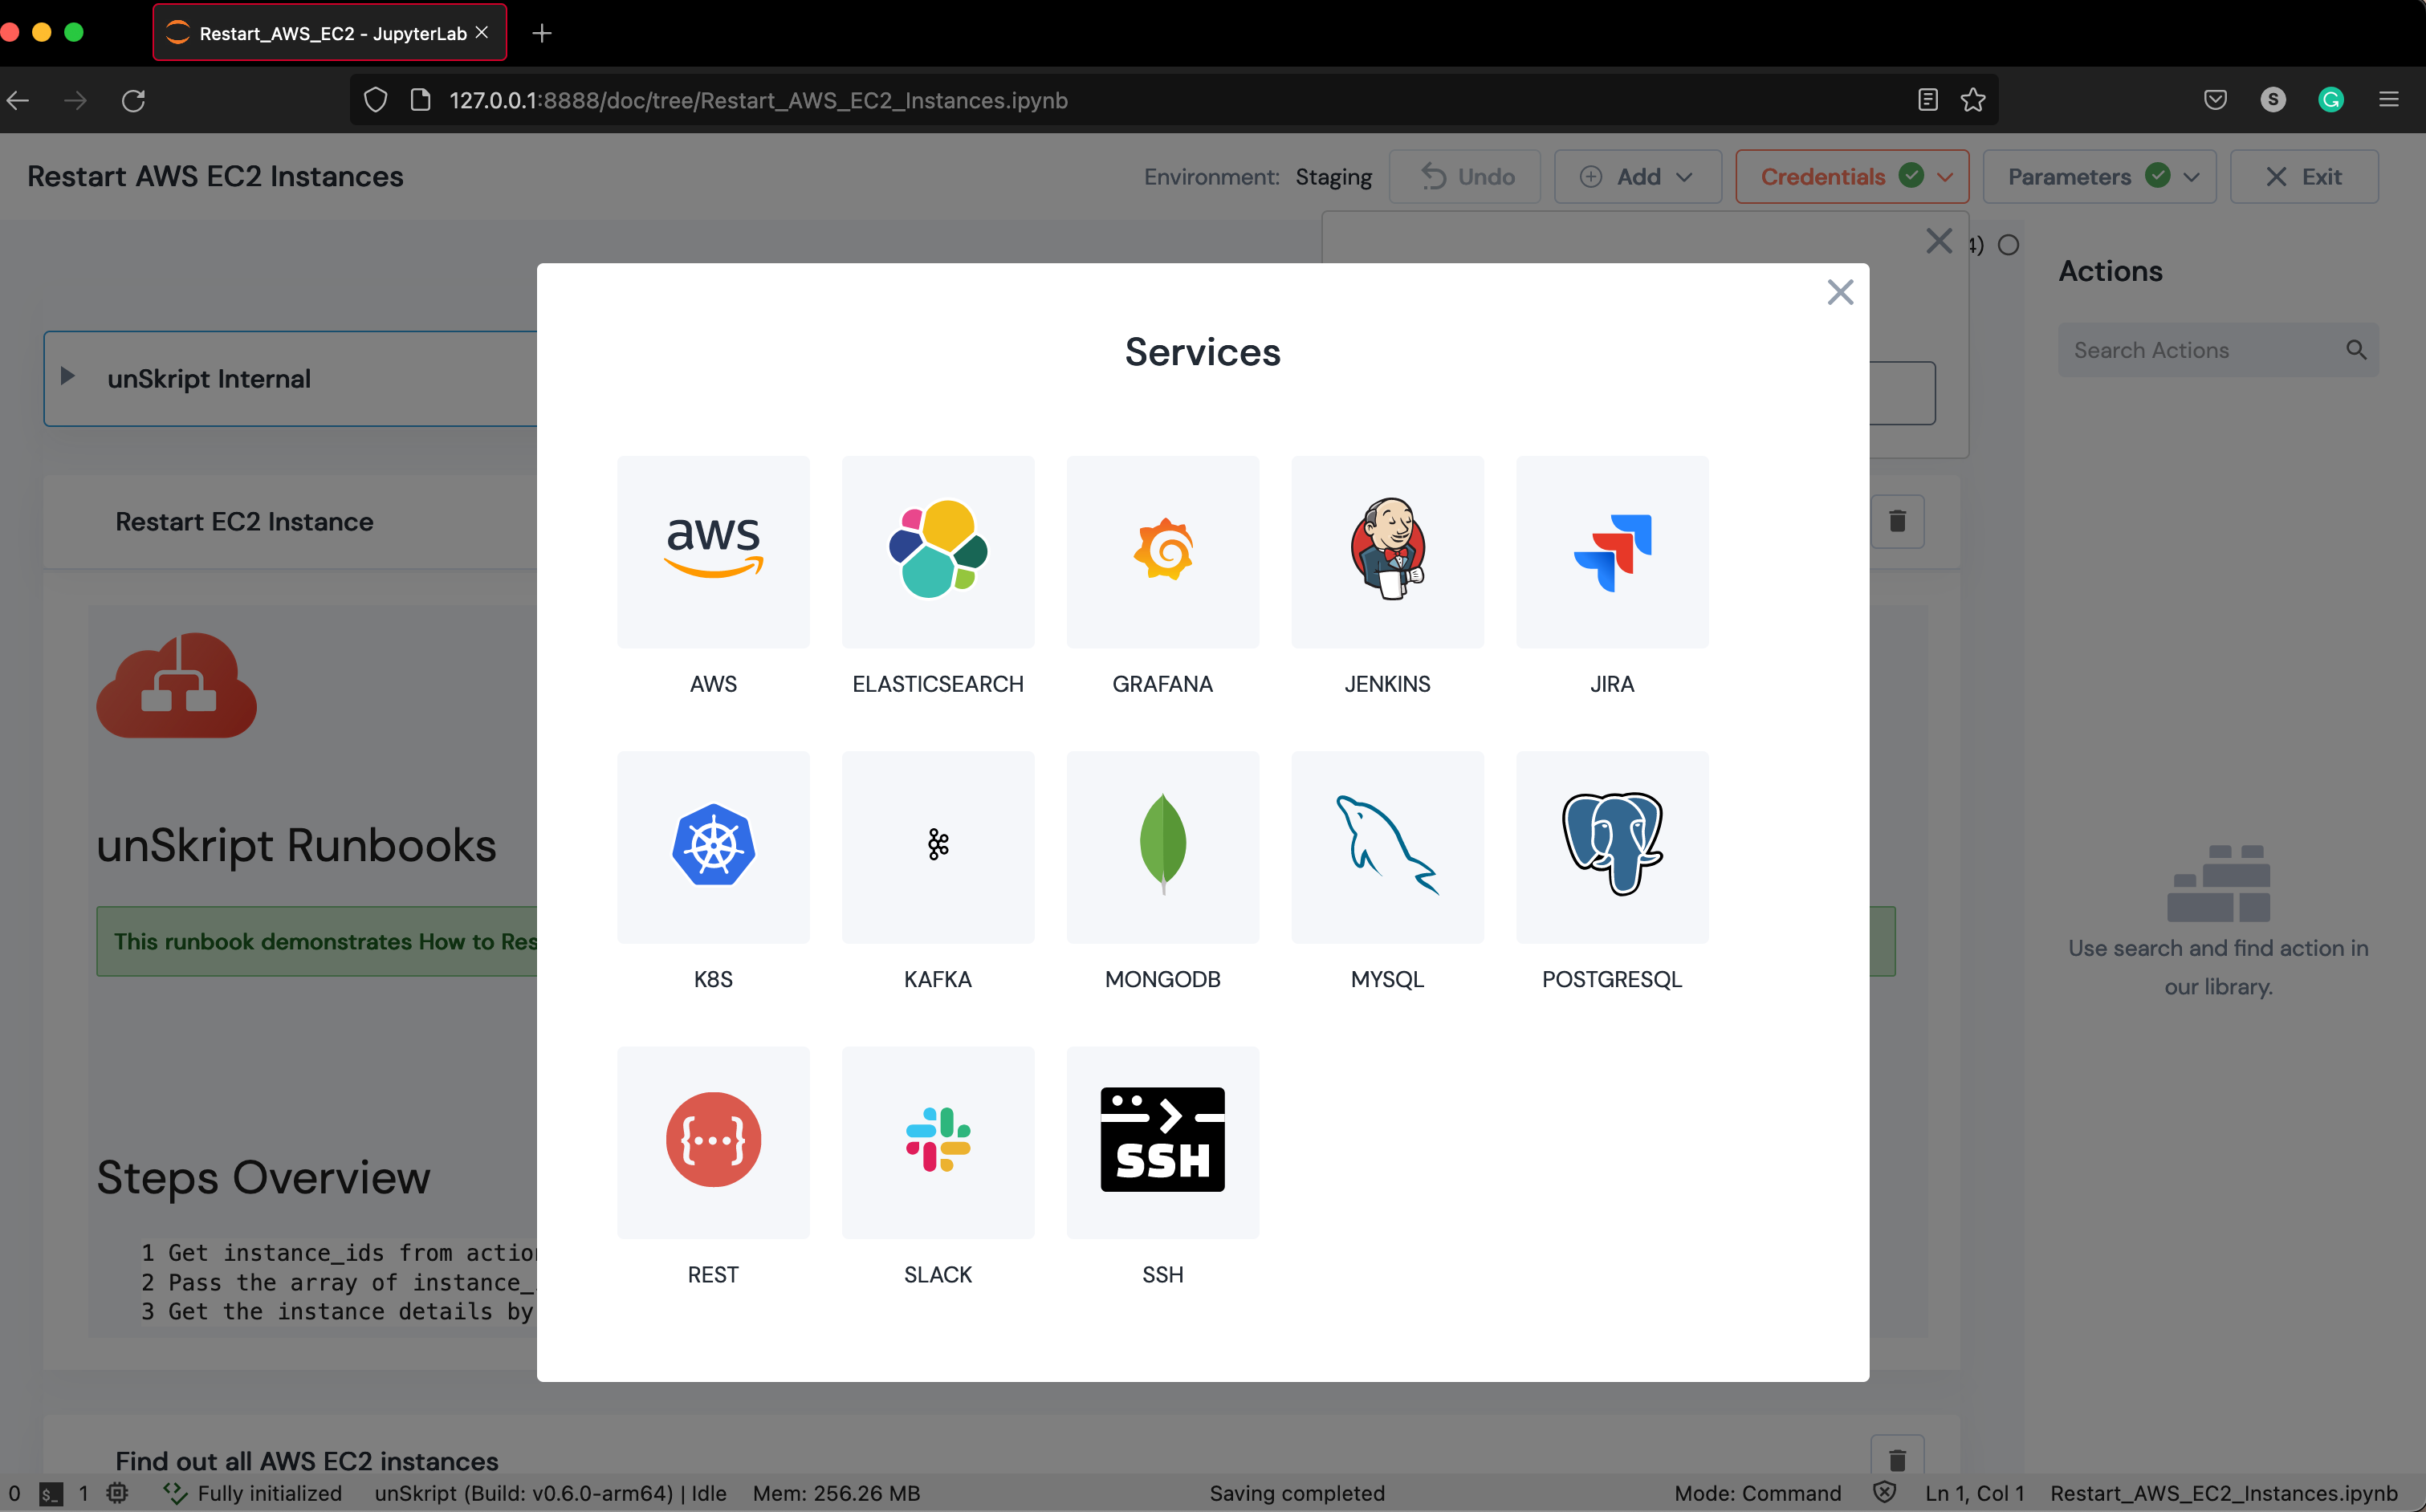 Restart_AWS_EC2 - JupyterLab
127.0.0.1:8888/doc/tree/Restart_AWS_EC2_Instances.ipynb
S
Restart AWS EC2 Instances
Environment: Staging
Undo
Add
Credentials
Parameters
Exit
4)
Actions
Search Actions
unSkript Internal
Restart EC2 Instance
unSkript Runbooks
This runbook demonstrates How to Res
Steps Overview
1 Get instance_ids from action
2 Pass the array of instance_
3 Get the instance details by
Find out all AWS EC2 instances
Services
aws
AWS
ELASTICSEARCH
GRAFANA
JENKINS
JIRA
K8S
KAFKA
MONGODB
MYSQL
POSTGRESQL
{...}
SSH
REST
SLACK
SSH
Use search and find action in
our library.
0 $_ 1 Fully initialized unSkript (Build: v0.6.0-arm64) | Idle Mem: 256.26 MB Saving completed Mode: Command Ln 1, Col 1 Restart_AWS_EC2_Instances.ipynb